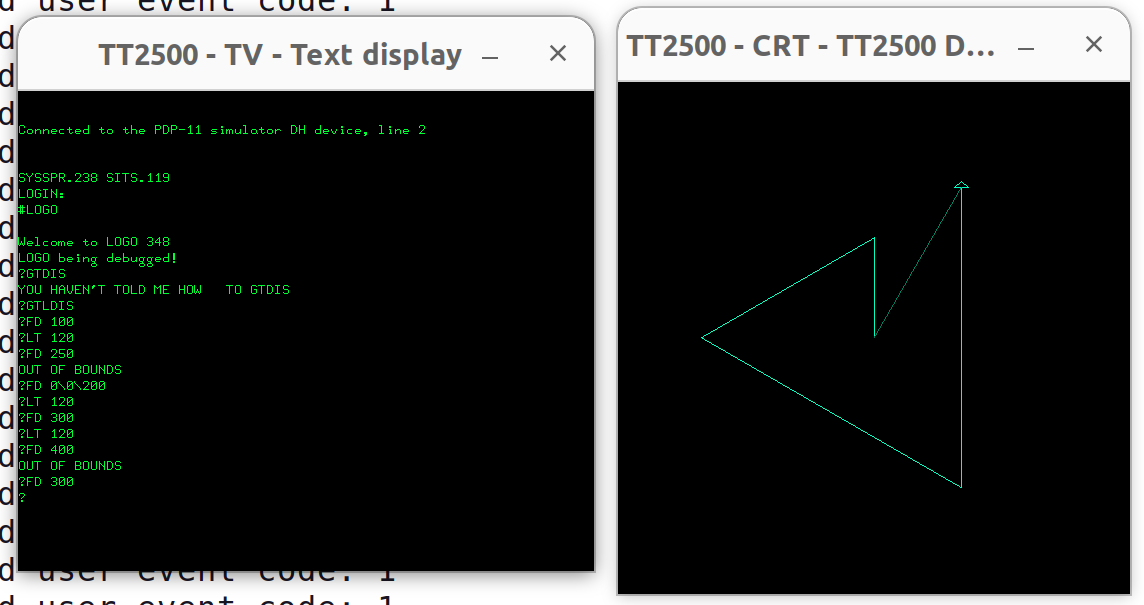 d user event code: 1
TT2500 - TV - Text display
Connected to the PDP-11 simulator DH device, line 2
SYSSPR.238 SITS.119
LOGIN:
#LOGO
Welcome to LOGO 348
LOGO being debugged!
?GTDIS
YOU HAVEN'T TOLD ME HOW   TO GTDIS
?GTLDIS
?FD 100
?LT 120
?FD 250
OUT OF BOUNDS
?FD 0\0\200
?LT 120
?FD 300
?LT 120
?FD 400
OUT OF BOUNDS
?FD 300
?
TT2500 - CRT - TT2500 D...
d user event code: 1
d user event code: 1